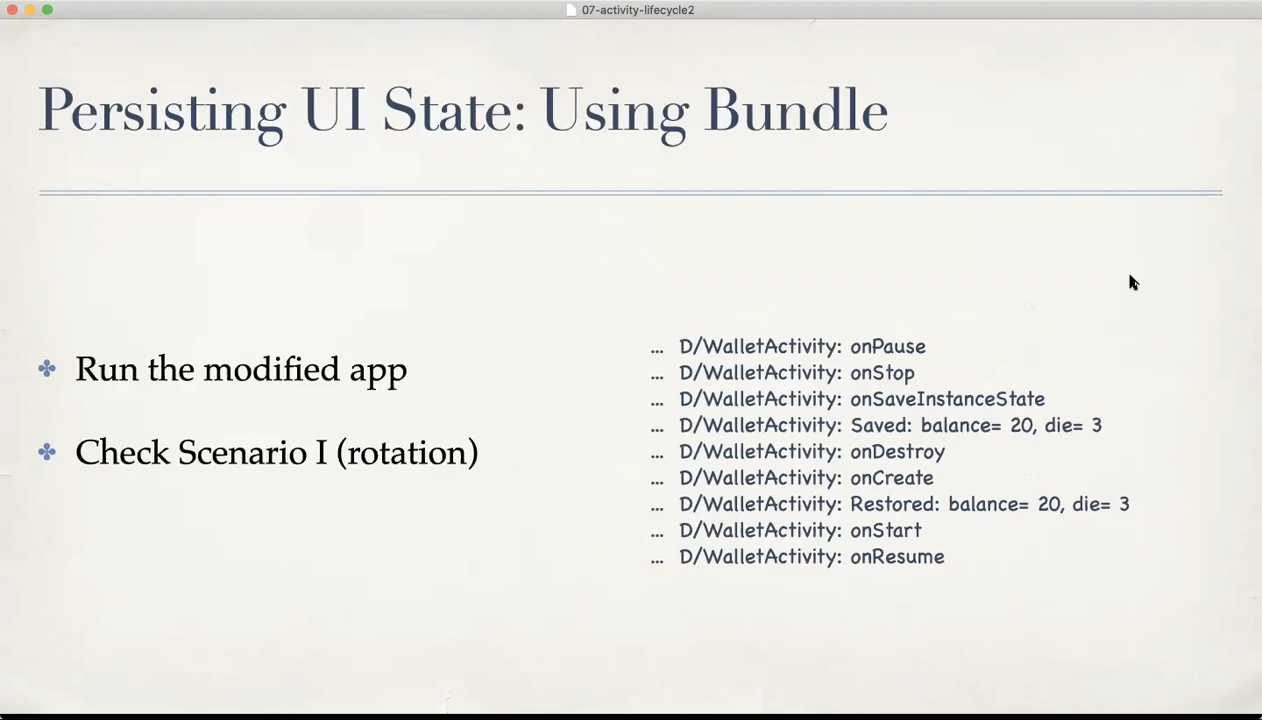 07-activity-lifecycle2
Persisting UI State: Using Bundle
Run the modified app
Check Scenario I (rotation)
... D/WalletActivity: onPause
... D/WalletActivity: onStop
... D/WalletActivity: onSaveInstanceState
... D/WalletActivity: Saved: balance= 20, die= 3
... D/WalletActivity: onDestroy
... D/WalletActivity: onCreate
... D/WalletActivity: Restored: balance= 20, die= 3
... D/WalletActivity: onStart
... D/WalletActivity: onResume